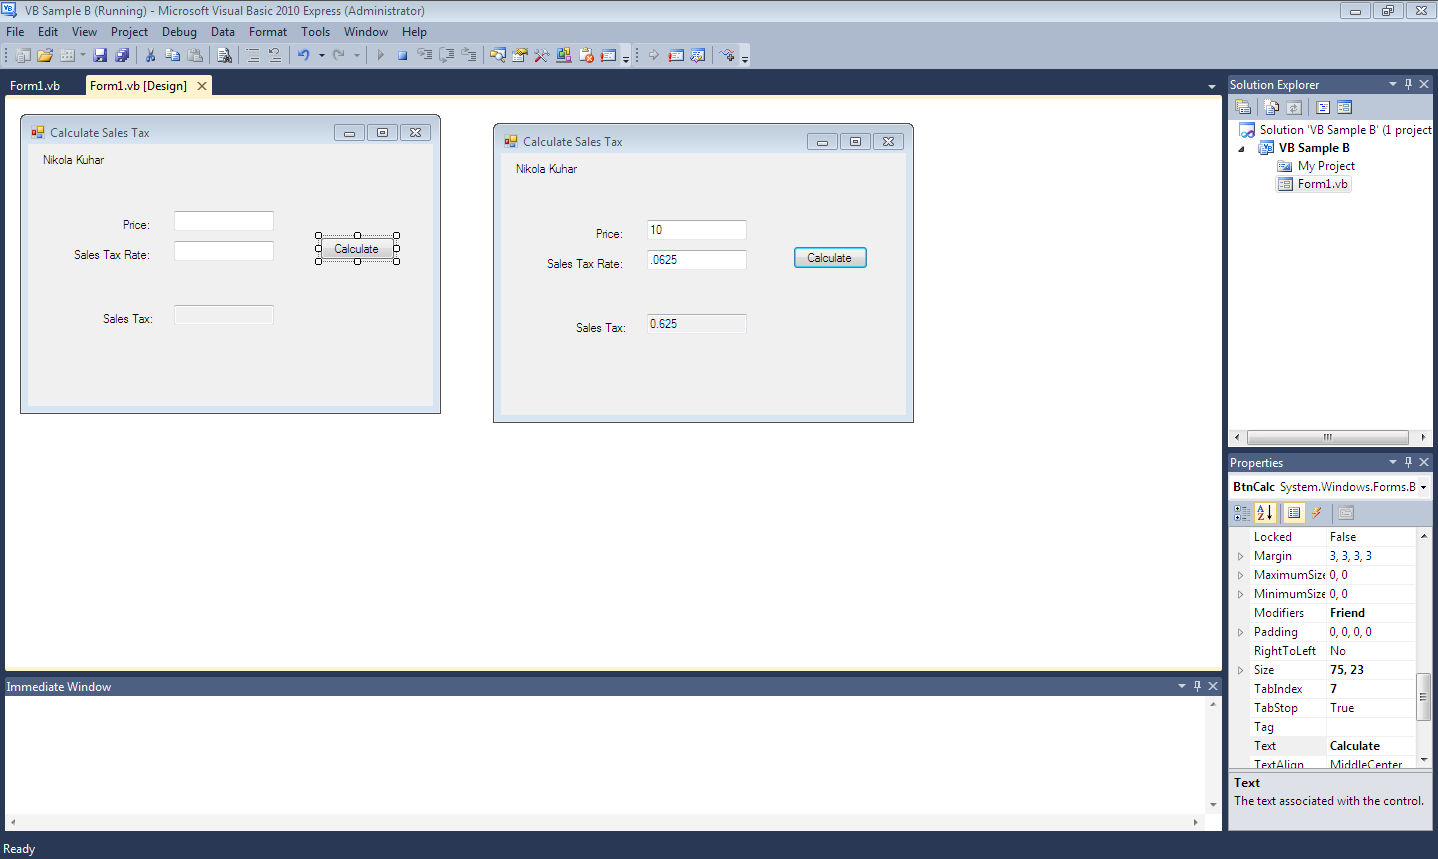 VB Sample B (Running) - Microsoft Visual Basic 2010 Express (Administrator)
File Edit View Project Debug Data Format Tools Window Help
Form1.vb
Form1.vb [Design]
Calculate Sales Tax
Nikola Kuhar
Price:
Sales Tax Rate:
Calculate
Sales Tax:
Calculate Sales Tax
Nikola Kuhar
Price: 10
Sales Tax Rate: .0625
Calculate
Sales Tax: 0.625
Immediate Window
Solution Explorer
Solution 'VB Sample B' (1 project
VB Sample B
My Project
Form1.vb
Properties
BtnCalc System.Windows.Forms.B
Locked False
Margin 3, 3, 3, 3
MaximumSize 0, 0
MinimumSize 0, 0
Modifiers Friend
Padding 0, 0, 0, 0
RightToLeft No
Size 75, 23
TabIndex 7
TabStop True
Tag
Text Calculate
TextAlign MiddleCenter
Text
The text associated with the control.
Ready